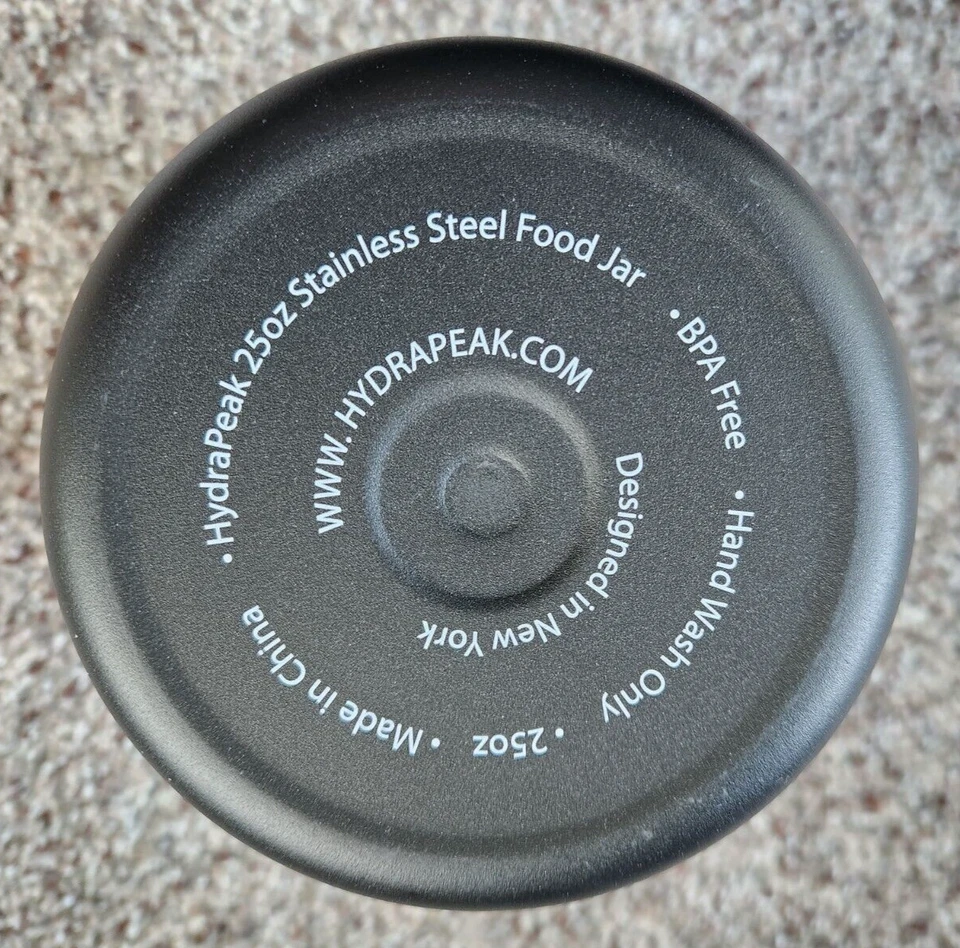 • HydraPeak 25oz Stainless Steel Food Jar • BPA Free • Hand Wash Only • 25oz • Made in China
WWW. HYDRAPEAK.COM
Designed in New York